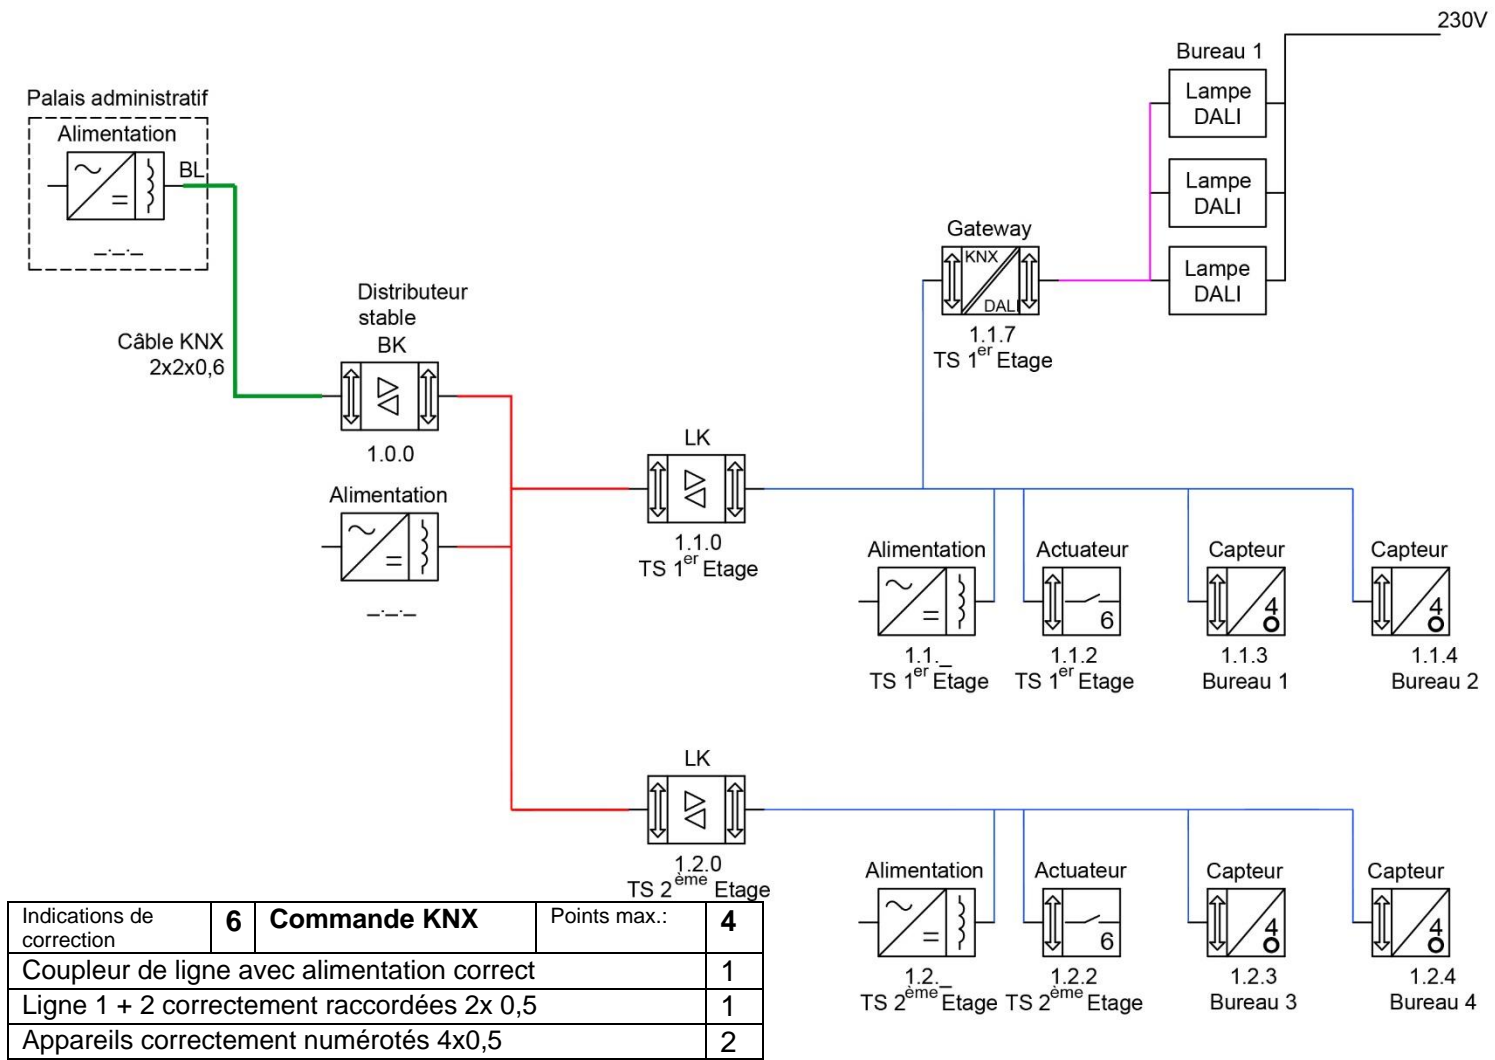 230V
Bureau 1
Lampe
DALI
Lampe
DALI
Lampe
DALI
Palais administratif
Alimentation
BL
_._._
Câble KNX
2x2x0,6
Distributeur
stable
BK
1.0.0
Alimentation
_._._
Gateway
KNX
DALI
1.1.7
TS 1er Etage
LK
1.1.0
TS 1er Etage
Alimentation
1.1._
TS 1er Etage
Actuateur
6
1.1.2
TS 1er Etage
Capteur
4
1.1.3
Bureau 1
Capteur
4
1.1.4
Bureau 2
LK
1.2.0
TS 2ème Etage
Alimentation
1.2._
TS 2ème Etage
Actuateur
6
1.2.2
TS 2ème Etage
Capteur
4
1.2.3
Bureau 3
Capteur
4
1.2.4
Bureau 4
Indications de
correction
6
Commande KNX
Points max.:
4
Coupleur de ligne avec alimentation correct 1
Ligne 1 + 2 correctement raccordées 2x 0,5 1
Appareils correctement numérotés 4x0,5 2